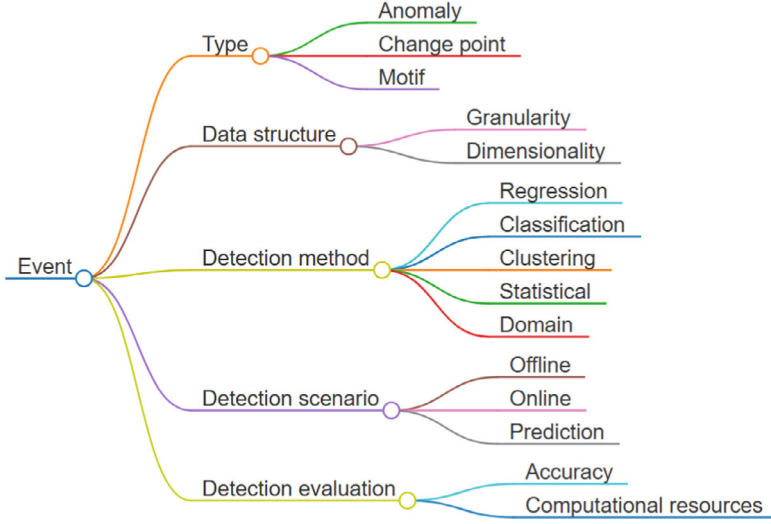 Event
Type
Anomaly
Change point
Motif
Data structure
Granularity
Dimensionality
Detection method
Regression
Classification
Clustering
Statistical
Domain
Detection scenario
Offline
Online
Prediction
Detection evaluation
Accuracy
Computational resources